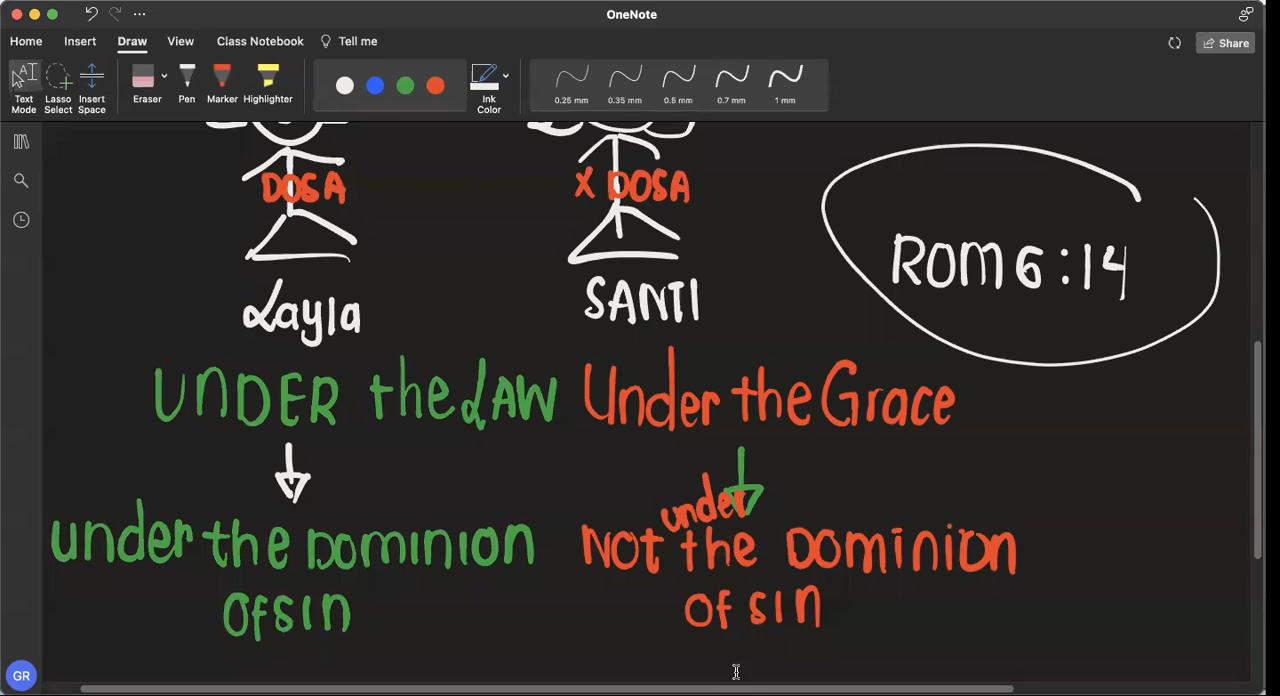 OneNote
Home Insert Draw View Class Notebook Tell me
Share
Text Mode
Lasso Select
Insert Space
Eraser
Pen
Marker
Highlighter
Ink Color
0.25 mm
0.35 mm
0.5 mm
0.7 mm
1 mm
DOSA
X DOSA
Layla
SANTI
ROM 6:14
UNDER the LAW
Under the Grace
under the DOMINION
OF SIN
under
NOT the DOMINION
OF SIN
GR